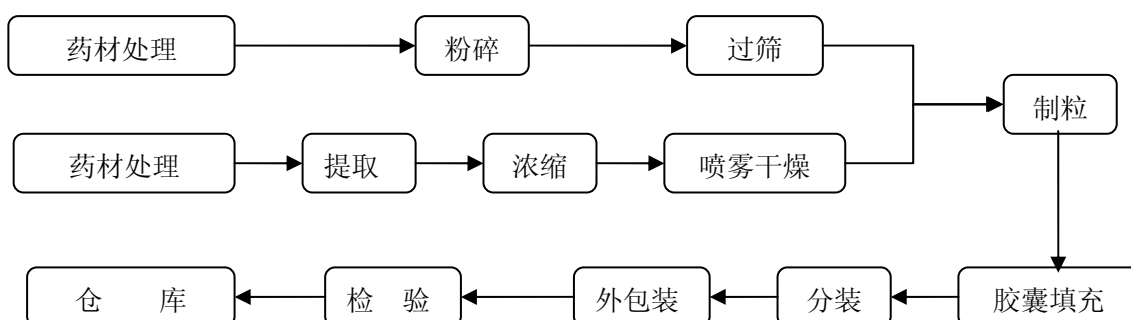 药材处理 粉碎 过筛
制粒
药材处理 提取 浓缩 喷雾干燥
仓 库 检 验 外包装 分装 胶囊填充